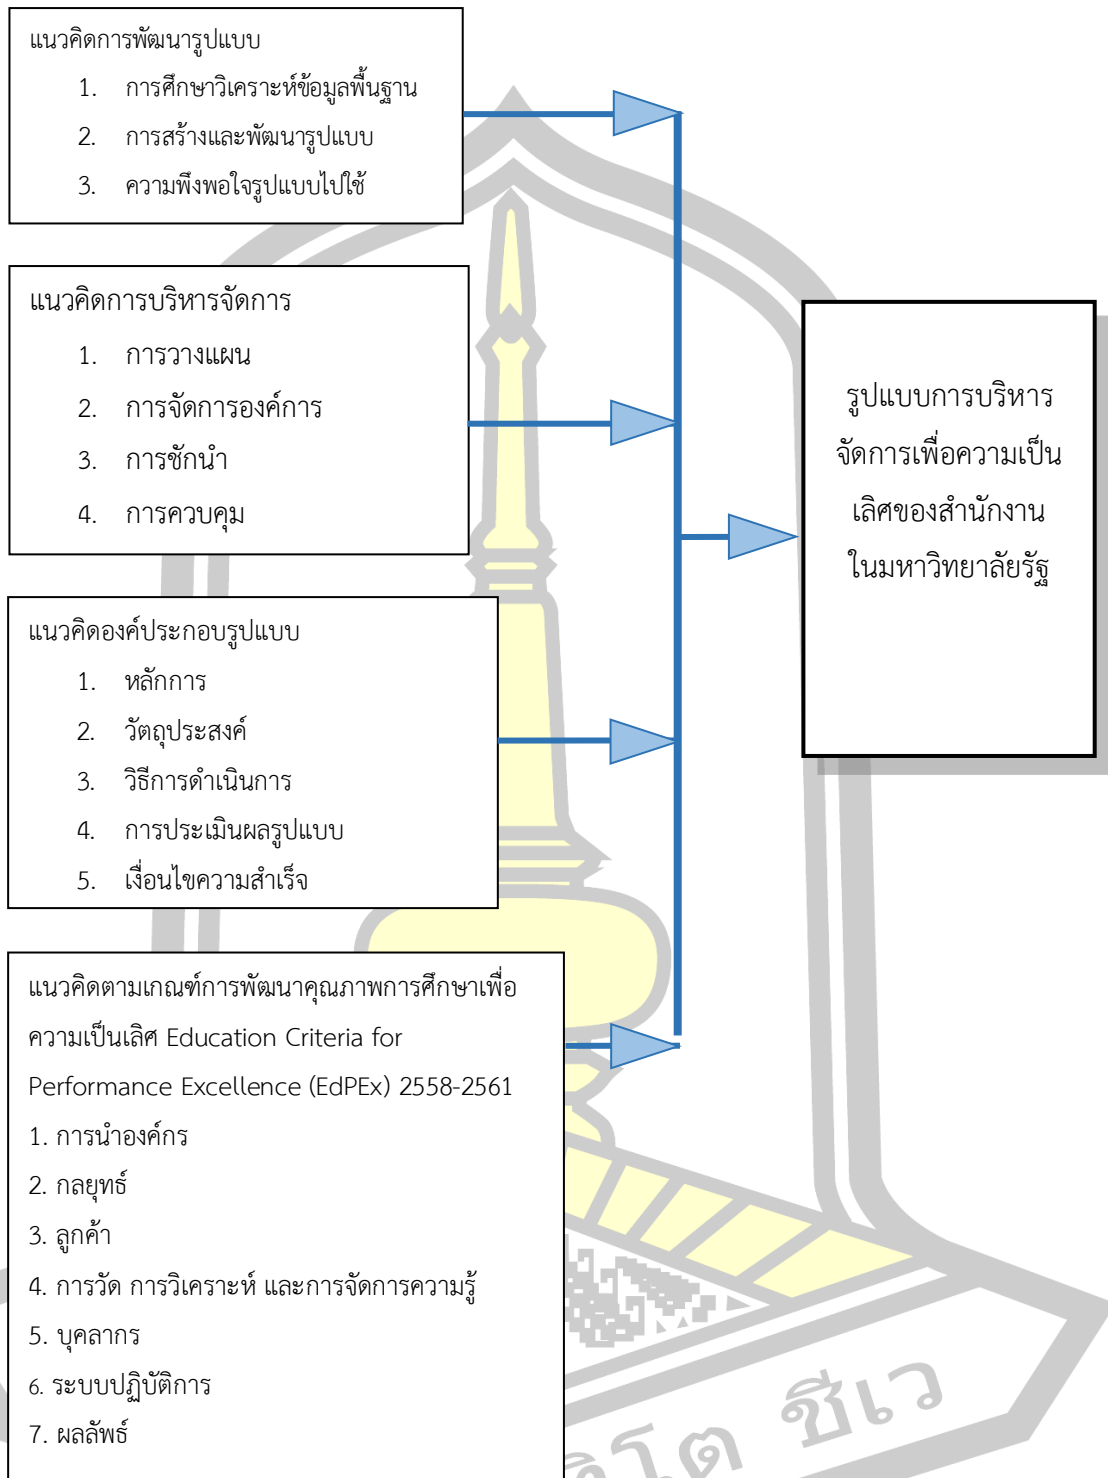 แนวคิดการพัฒนารูปแบบ
1. การศึกษาวิเคราะห์ข้อมูลพื้นฐาน
2. การสร้างและพัฒนารูปแบบ
3. ความพึงพอใจรูปแบบไปใช้
แนวคิดการบริหารจัดการ
1. การวางแผน
2. การจัดการองค์การ
3. การชักนำ
4. การควบคุม
แนวคิดองค์ประกอบรูปแบบ
1. หลักการ
2. วัตถุประสงค์
3. วิธีการดำเนินการ
4. การประเมินผลรูปแบบ
5. เงื่อนไขความสำเร็จ
แนวคิดตามเกณฑ์การพัฒนาคุณภาพการศึกษาเพื่อ
ความเป็นเลิศ Education Criteria for
Performance Excellence (EdPEx) 2558-2561
1. การนำองค์กร
2. กลยุทธ์
3. ลูกค้า
4. การวัด การวิเคราะห์ และการจัดการความรู้
5. บุคลากร
6. ระบบปฏิบัติการ
7. ผลลัพธ์
รูปแบบการบริหาร
จัดการเพื่อความเป็น
เลิศของสำนักงาน
ในมหาวิทยาลัยรัฐ
ชีเว